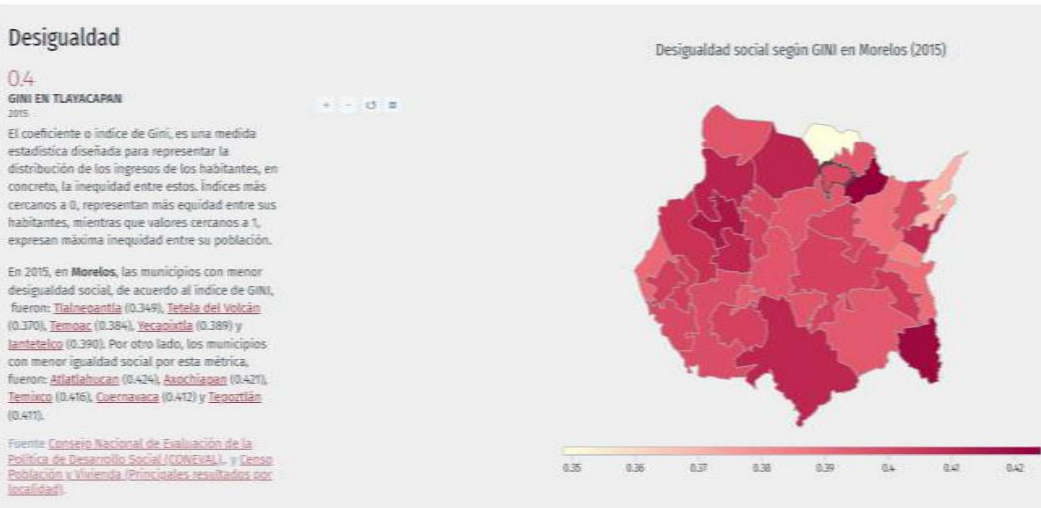 Desigualdad
0.4
GINI EN TLAYACAPAN
2015
El coeficiente o índice de Gini, es una medida
estadística diseñada para representar la
distribución de los ingresos de los habitantes, en
concreto, la inequidad entre estos. Índices más
cercanos a 0, representan más equidad entre sus
habitantes, mientras que valores cercanos a 1,
expresan máxima inequidad entre su población.
En 2015, en Morelos, las municipios con menor
desigualdad social, de acuerdo al índice de GINI,
fueron: Tlalnepantla (0.349), Tetela del Volcán
(0.370), Temoac (0.384), Yecapixtla (0.389) y
Jantetelco (0.390). Por otro lado, los municipios
con menor igualdad social por esta métrica,
fueron: Atlatlahucan (0.424), Axochiapan (0.421),
Temixco (0.416), Cuernavaca (0.412) y Tepoztlán
(0.411).
Fuente Consejo Nacional de Evaluación de la
Política de Desarrollo Social (CONEVAL), y Censo
Población y Vivienda (Principales resultados por
localidad).
Desigualdad social según GINI en Morelos (2015)
0.35 0.36 0.37 0.38 0.39 0.4 0.41 0.42